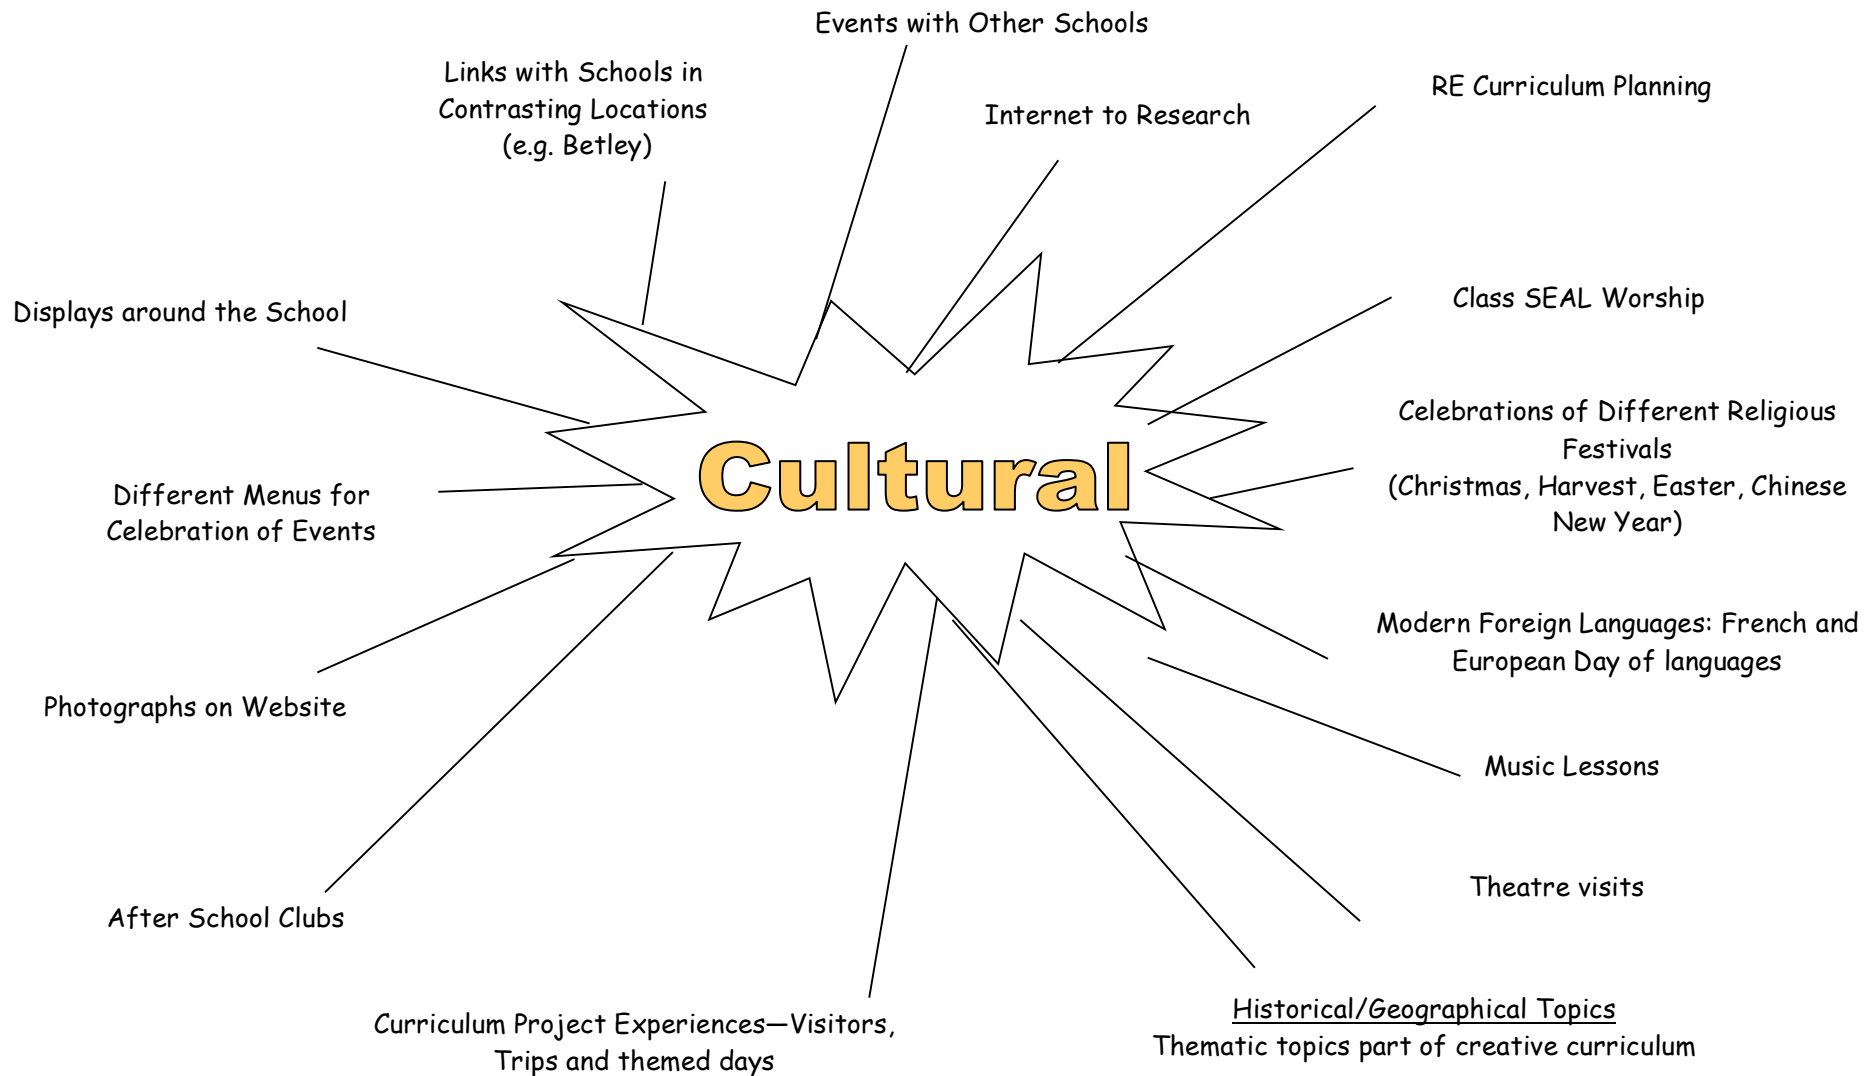 Events with Other Schools
Links with Schools in
Contrasting Locations
(e.g. Betley)
Internet to Research
RE Curriculum Planning
Displays around the School
Class SEAL Worship
Celebrations of Different Religious
Festivals
(Christmas, Harvest, Easter, Chinese
New Year)
Cultural
Different Menus for
Celebration of Events
Modern Foreign Languages: French and
European Day of languages
Photographs on Website
Music Lessons
Theatre visits
After School Clubs
Curriculum Project Experiences—Visitors,
Trips and themed days
Historical/Geographical Topics
Thematic topics part of creative curriculum